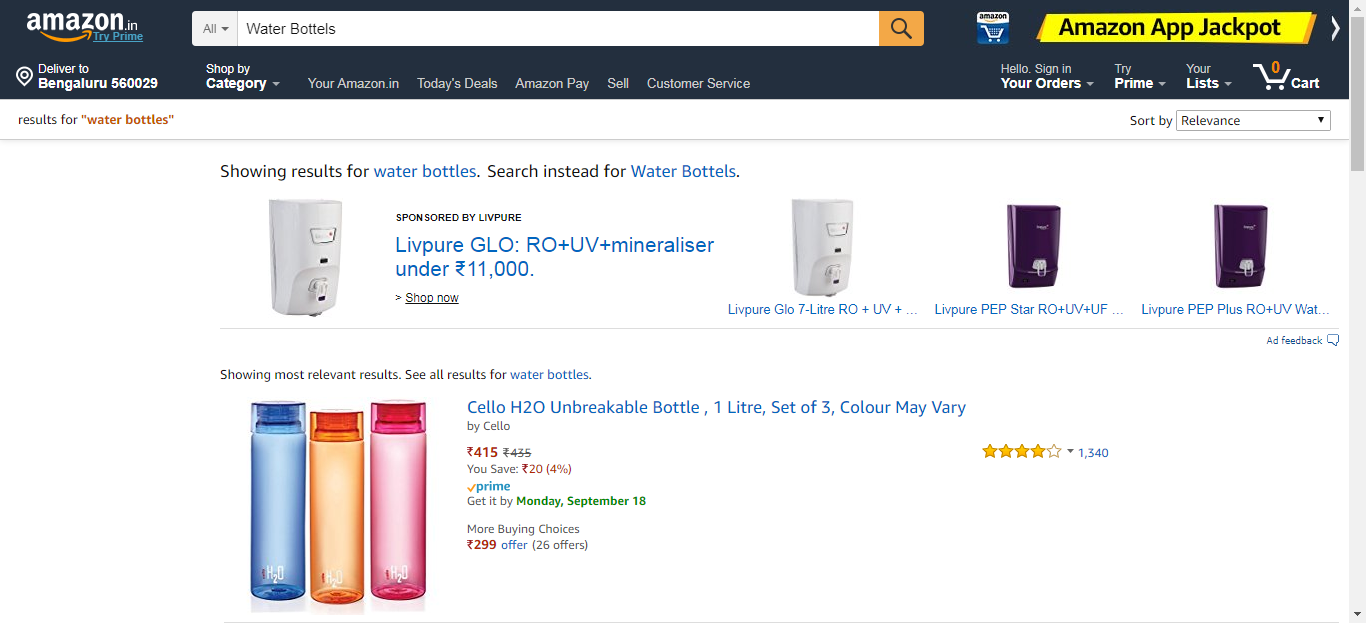 amazon.in
Try Prime
All
Water Bottels
amazon
Amazon App Jackpot
Deliver to
Bengaluru 560029
Shop by
Category
Your Amazon.in
Today's Deals
Amazon Pay
Sell
Customer Service
Hello. Sign in
Your Orders
Try
Prime
Your
Lists
0
Cart
results for "water bottles"
Sort by Relevance
Showing results for water bottles. Search instead for Water Bottels.
SPONSORED BY LIVPURE
Livpure GLO: RO+UV+mineraliser
under ₹11,000.
> Shop now
Livpure Glo 7-Litre RO + UV + ...
Livpure PEP Star RO+UV+UF ...
Livpure PEP Plus RO+UV Wat...
Ad feedback
Showing most relevant results. See all results for water bottles.
Cello H2O Unbreakable Bottle , 1 Litre, Set of 3, Colour May Vary
by Cello
₹415 ₹435
You Save: ₹20 (4%)
prime
Get it by Monday, September 18
More Buying Choices
₹299 offer (26 offers)
1,340
H2O
H2O
H2O